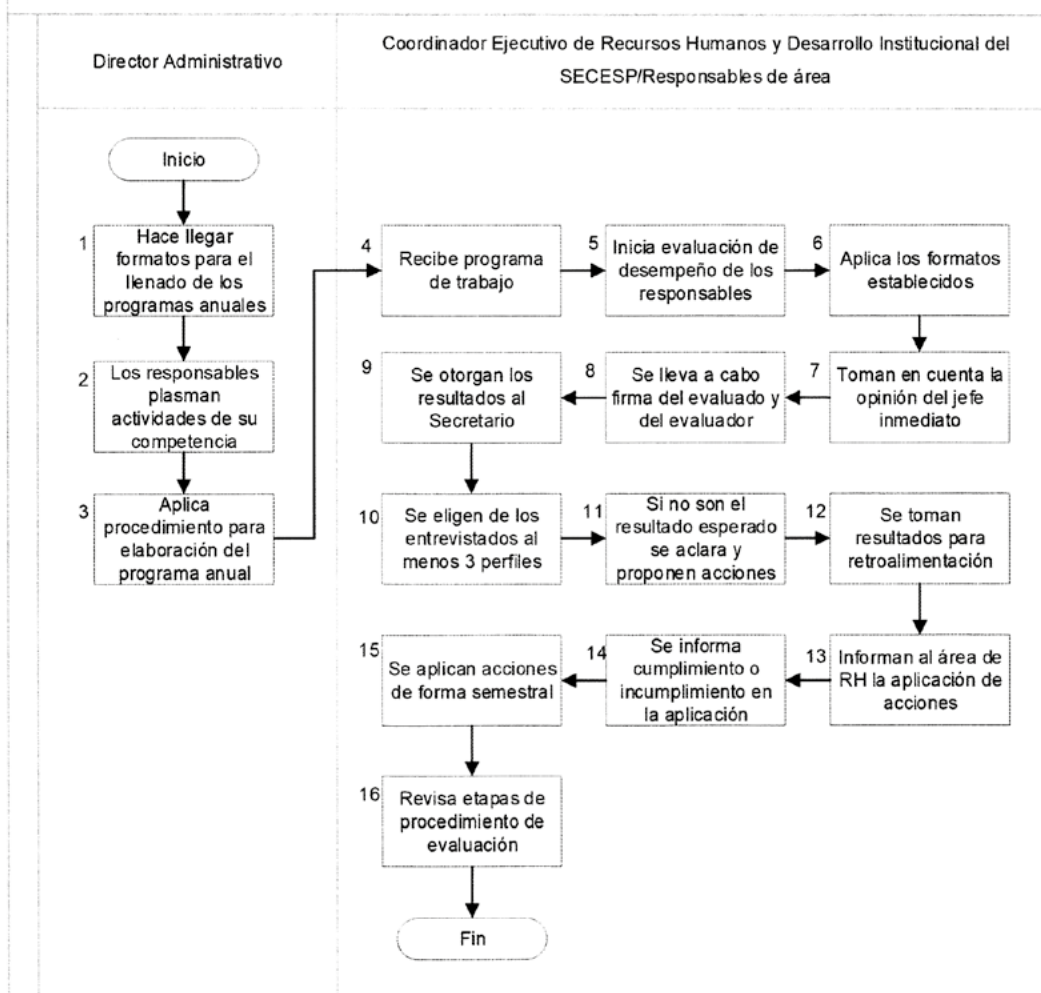 Director Administrativo
Coordinador Ejecutivo de Recursos Humanos y Desarrollo Institucional del
SECESP/Responsables de área
Inicio
1
Hace llegar
formatos para el
llenado de los
programas anuales
2
Los responsables
plasman
actividades de su
competencia
3
Aplica
procedimiento para
elaboración del
programa anual
4
Recibe programa
de trabajo
5
Inicia evaluación de
desempeño de los
responsables
6
Aplica los formatos
establecidos
7
Toman en cuenta la
opinión del jefe
inmediato
8
Se lleva a cabo
firma del evaluado y
del evaluador
9
Se otorgan los
resultados al
Secretario
10
Se eligen de los
entrevistados al
menos 3 perfiles
11
Si no son el
resultado esperado
se aclara y
proponen acciones
12
Se toman
resultados para
retroalimentación
13
Informan al área de
RH la aplicación de
acciones
14
Se informa
cumplimiento o
incumplimiento en
la aplicación
15
Se aplican acciones
de forma semestral
16
Revisa etapas de
procedimiento de
evaluación
Fin